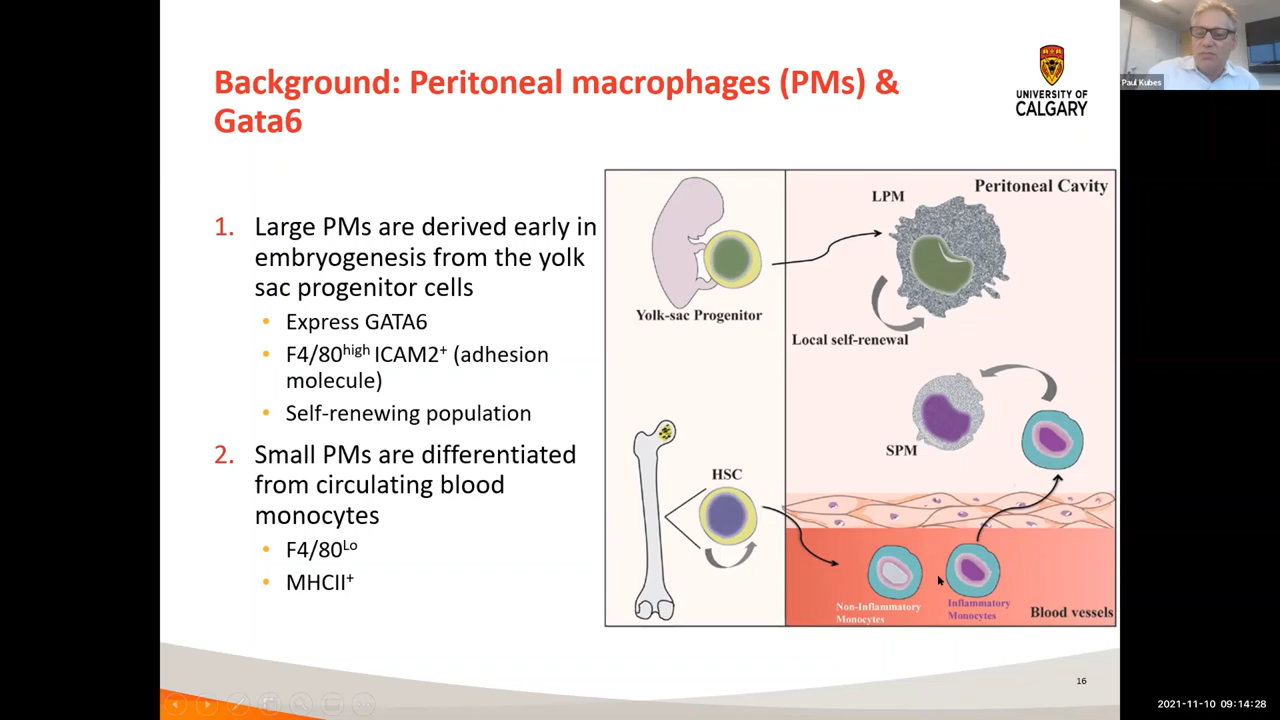 Background: Peritoneal macrophages (PMs) &
Gata6
UNIVERSITY OF
CALGARY
Paul Kubes
1. Large PMs are derived early in
embryogenesis from the yolk
sac progenitor cells
• Express GATA6
• F4/80high ICAM2+ (adhesion
molecule)
• Self-renewing population
2. Small PMs are differentiated
from circulating blood
monocytes
• F4/80Lo
• MHCII+
Peritoneal Cavity
LPM
Yolk-sac Progenitor
Local self-renewal
SPM
HSC
Non-Inflammatory
Monocytes
Inflammatory
Monocytes
Blood vessels
16
2021-11-10 09:14:28